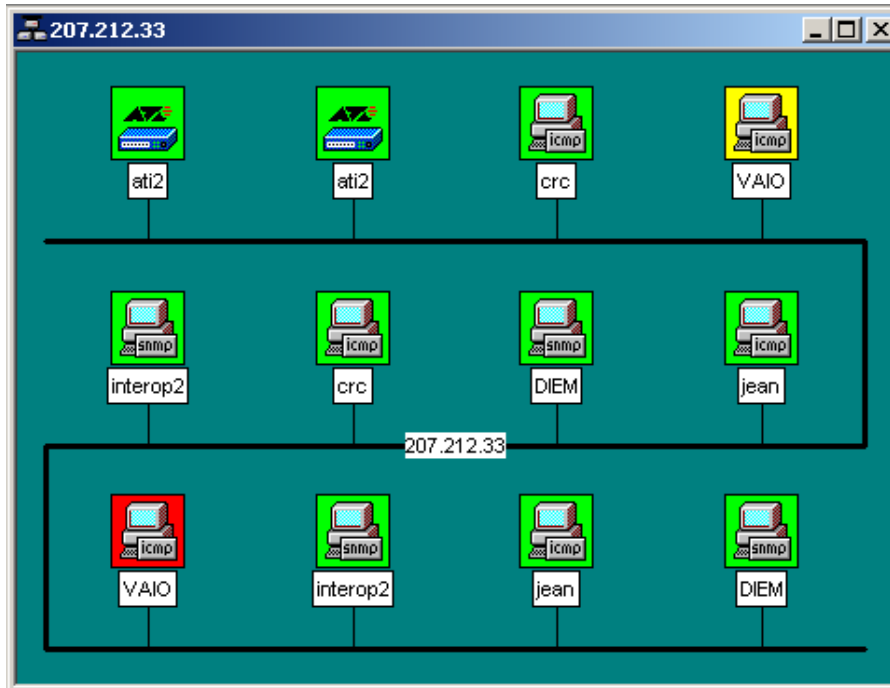 207.212.33
ati2 ati2 icmp crc icmp VAIO
snmp interop2 icmp crc snmp DIEM icmp jean
207.212.33
icmp VAIO snmp interop2 icmp jean snmp DIEM